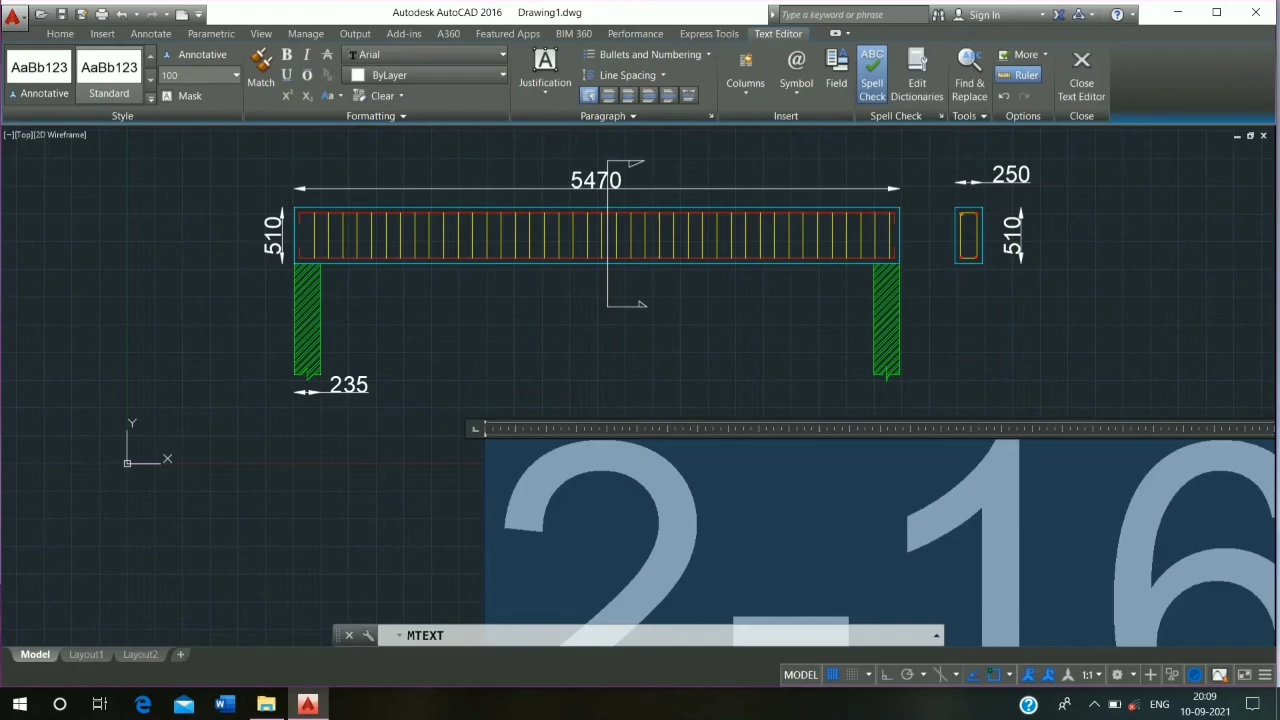 Autodesk AutoCAD 2016 Drawing1.dwg
Type a keyword or phrase
Sign In
Home Insert Annotate Parametric View Manage Output Add-ins A360 Featured Apps BIM 360 Performance Express Tools Text Editor
AaBb123 AaBb123 Annotative
Annotative Standard
100
Mask
Style
Match
B I A
U O
Arial
ByLayer
Aa Clear
Formatting
A
Justification
Bullets and Numbering
Line Spacing
Paragraph
Columns
@
Symbol
Field
Insert
ABC
Spell
Check
Edit
Dictionaries
Spell Check
Find &
Replace
Tools
More
Ruler
Options
Close
Text Editor
Close
[−][Top][2D Wireframe]
5470
250
510
510
235
Y
X
2-16
MTEXT
Model Layout1 Layout2 +
MODEL 1:1
ENG 20:09
10-09-2021